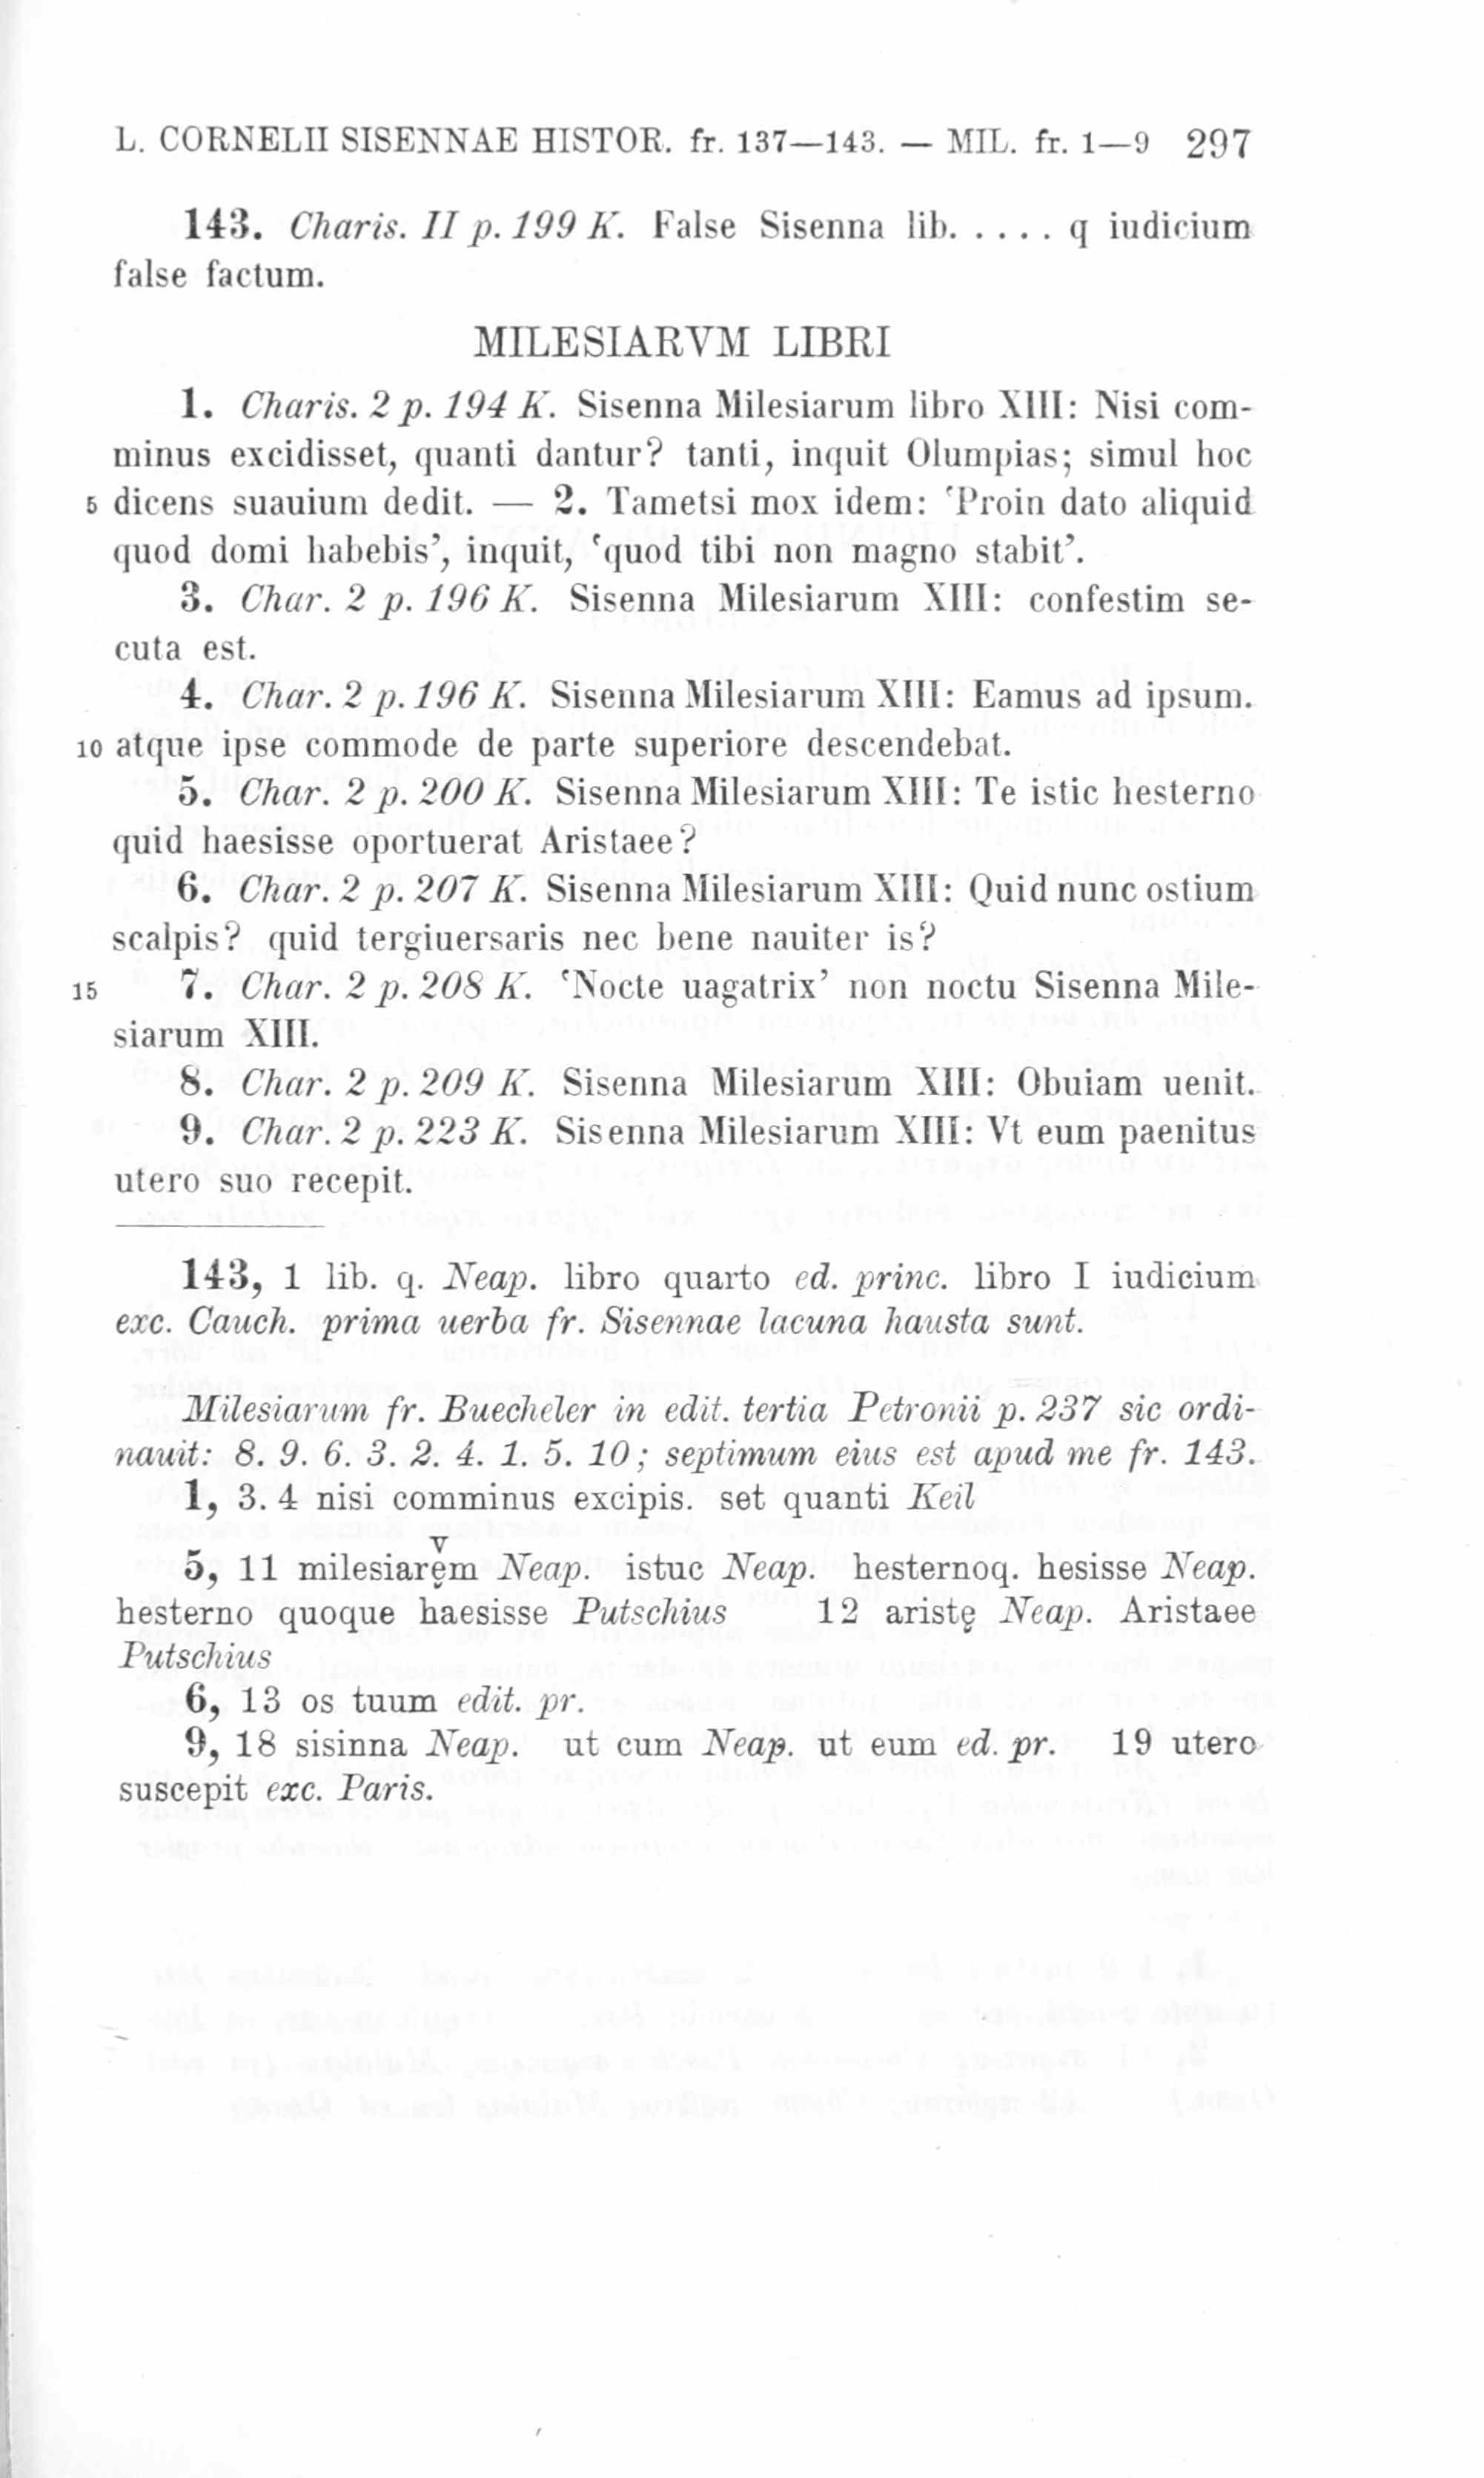 L. CORNELII SISENNAE HISTOR. fr. 137—143. — MIL. fr. 1—9 297
143. Charis. II p. 199 K. False Sisenna lib. . . . . . q iudicium
false factum.
MILESIARVM LIBRI
1. Charis. 2 p. 194 K. Sisenna Milesiarum libro XIII: Nisi com-
minus excidisset, quanti dantur? tanti, inquit Olumpias; simul hoc
5 dicens suauium dedit. — 2. Tametsi mox idem: ‘Proin dato aliquid
quod domi habebis’, inquit, ‘quod tibi non magno stabit’.
3. Char. 2 p. 196 K. Sisenna Milesiarum XIII: confestim se-
cuta est.
4. Char. 2 p. 196 K. Sisenna Milesiarum XIII: Eamus ad ipsum.
10 atque ipse commode de parte superiore descendebat.
5. Char. 2 p. 200 K. Sisenna Milesiarum XIII: Te istic hesterno
quid haesisse oportuerat Aristaee?
6. Char. 2 p. 207 K. Sisenna Milesiarum XIII: Quid nunc ostium
scalpis? quid tergiuersaris nec bene nauiter is?
15 7. Char. 2 p. 208 K. ‘Nocte uagatrix’ non noctu Sisenna Mile-
siarum XIII.
8. Char. 2 p. 209 K. Sisenna Milesiarum XIII: Obuiam uenit.
9. Char. 2 p. 223 K. Sisenna Milesiarum XIII: Vt eum paenitus
utero suo recepit.
143, 1 lib. q. Neap. libro quarto ed. princ. libro I iudicium
exc. Cauch. prima uerba fr. Sisennae lacuna hausta sunt.
Milesiarum fr. Buecheler in edit. tertia Petronii p. 237 sic ordi-
nauit: 8. 9. 6. 3. 2. 4. 1. 5. 10; septimum eius est apud me fr. 143.
1, 3. 4 nisi comminus excipis. set quanti Keil
5, 11 milesiarẹ̆ᵛm Neap. istuc Neap. hesternoq. hesisse Neap.
hesterno quoque haesisse Putschius 12 aristę Neap. Aristaee
Putschius
6, 13 os tuum edit. pr.
9, 18 sisinna Neap. ut cum Neap. ut eum ed. pr. 19 utero
suscepit exc. Paris.